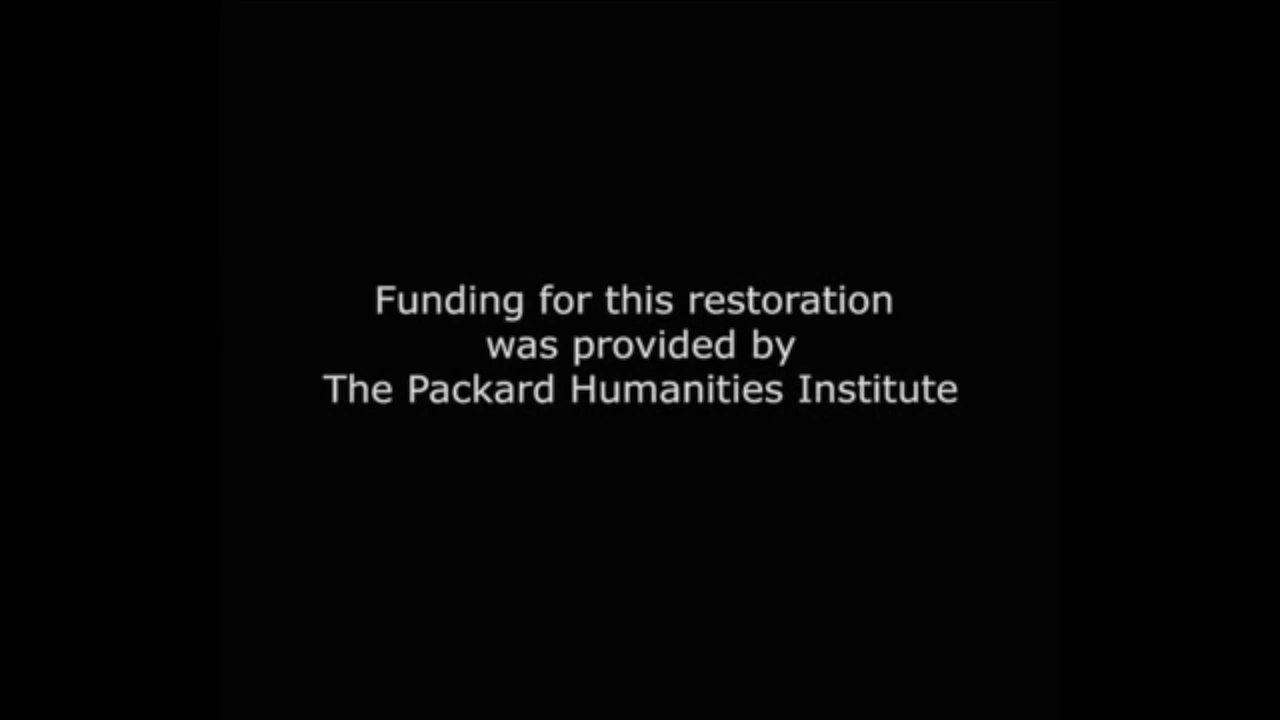 Funding for this restoration
was provided by
The Packard Humanities Institute